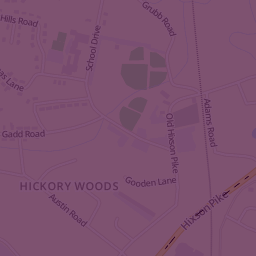 Hills Road
Grubb Road
School Drive
Lane
Adams Road
Old Hixson Pike
Gadd Road
Gooden Lane
HICKORY WOODS
Austin Road
Hixson Pike